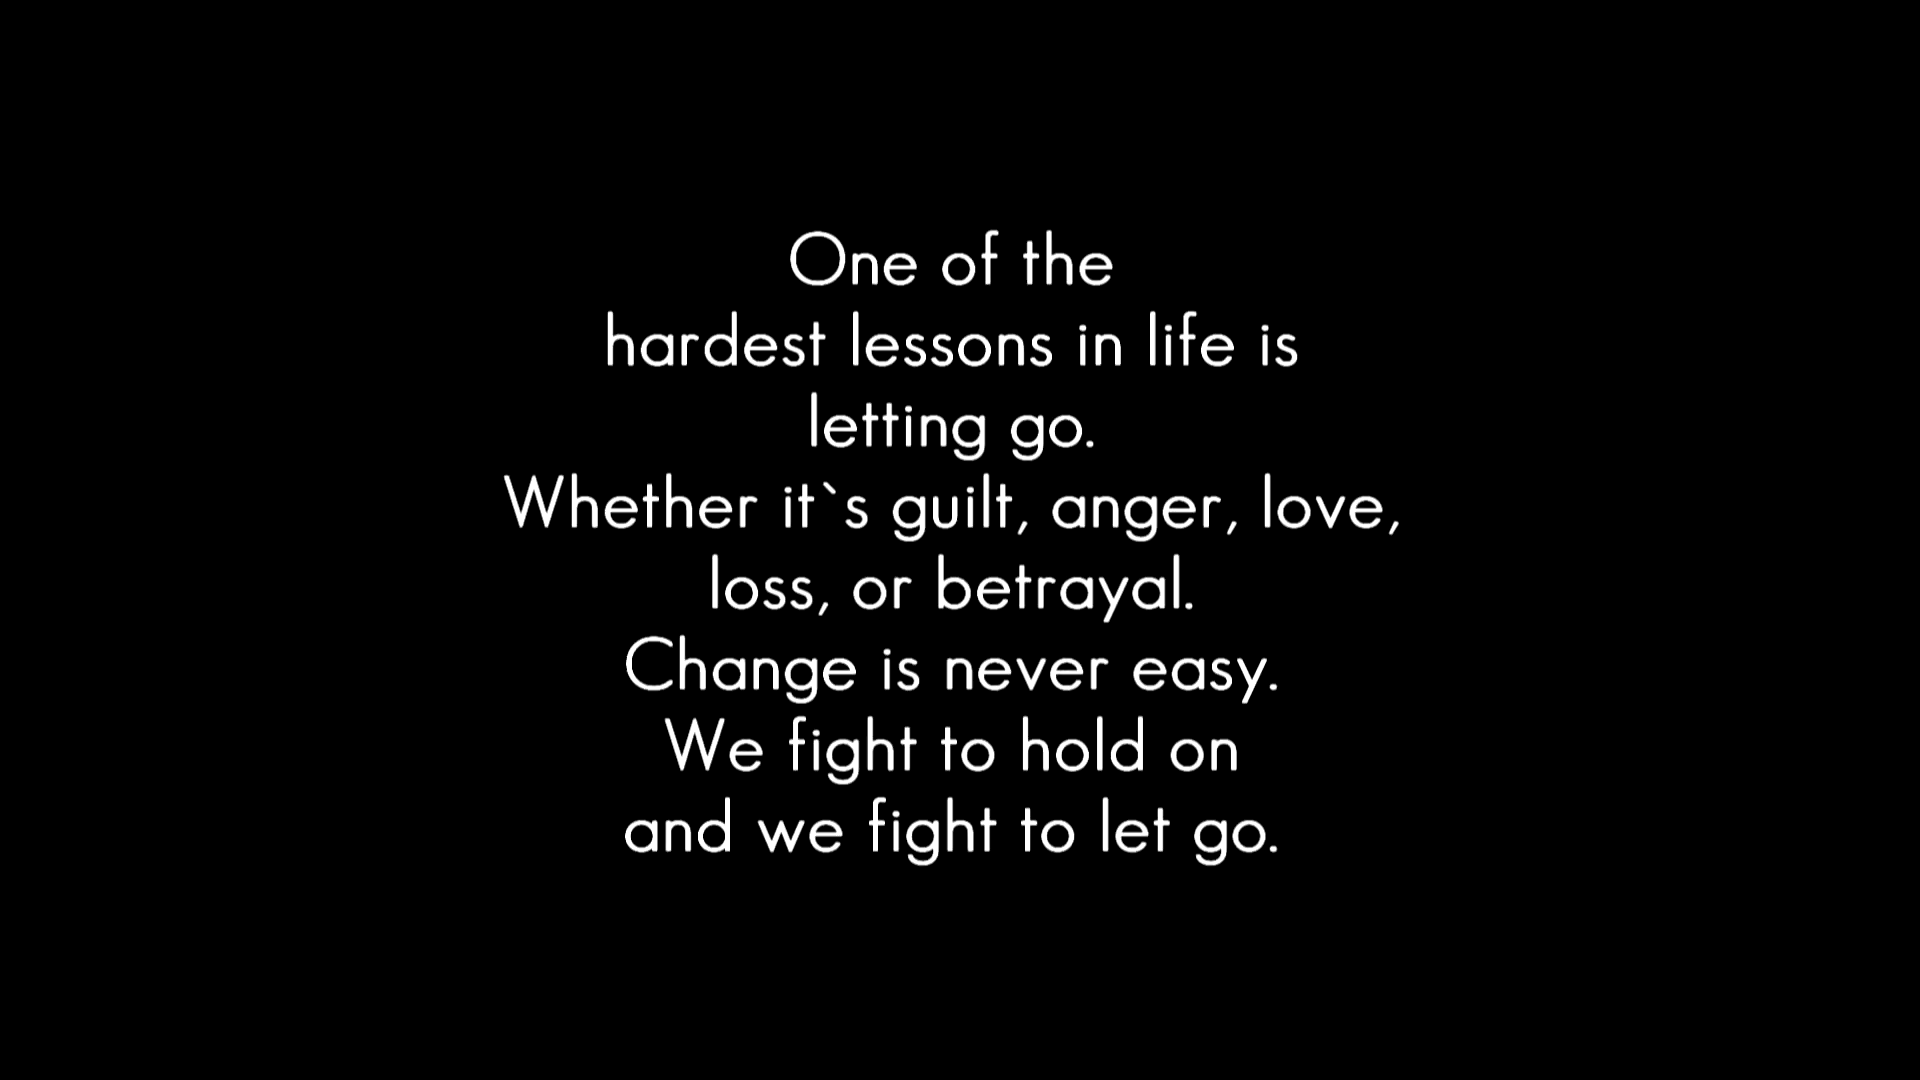 One of the
hardest lessons in life is
letting go.
Whether it`s guilt, anger, love,
loss, or betrayal.
Change is never easy.
We fight to hold on
and we fight to let go.